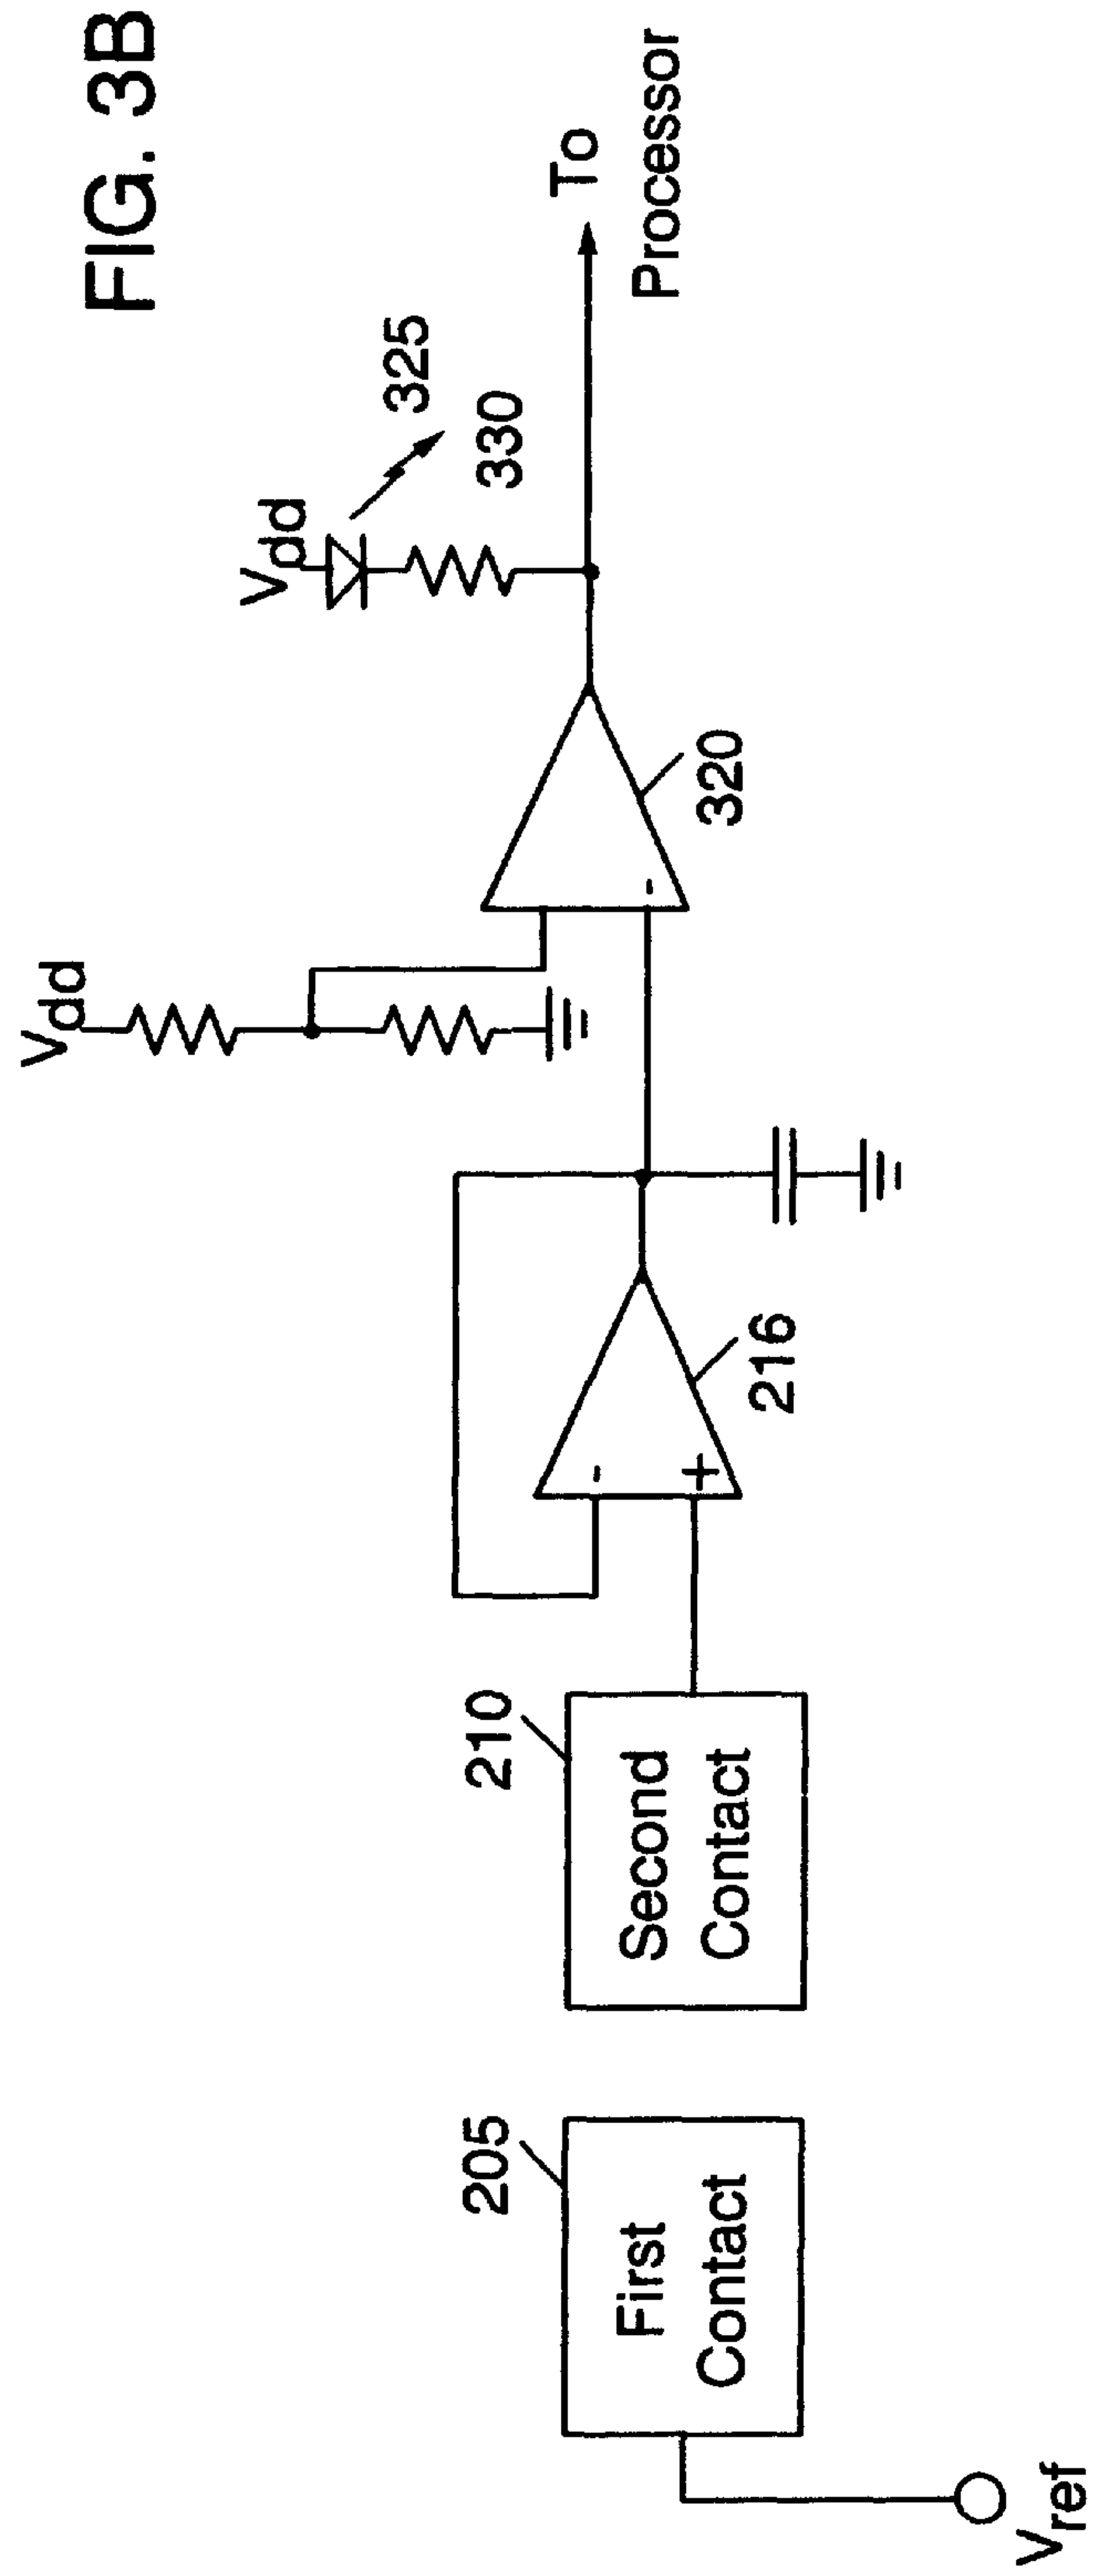 FIG. 3B
Vdd
Vdd
325
330
To
Processor
-
320
-
+
216
210
Second
Contact
205
First
Contact
Vref